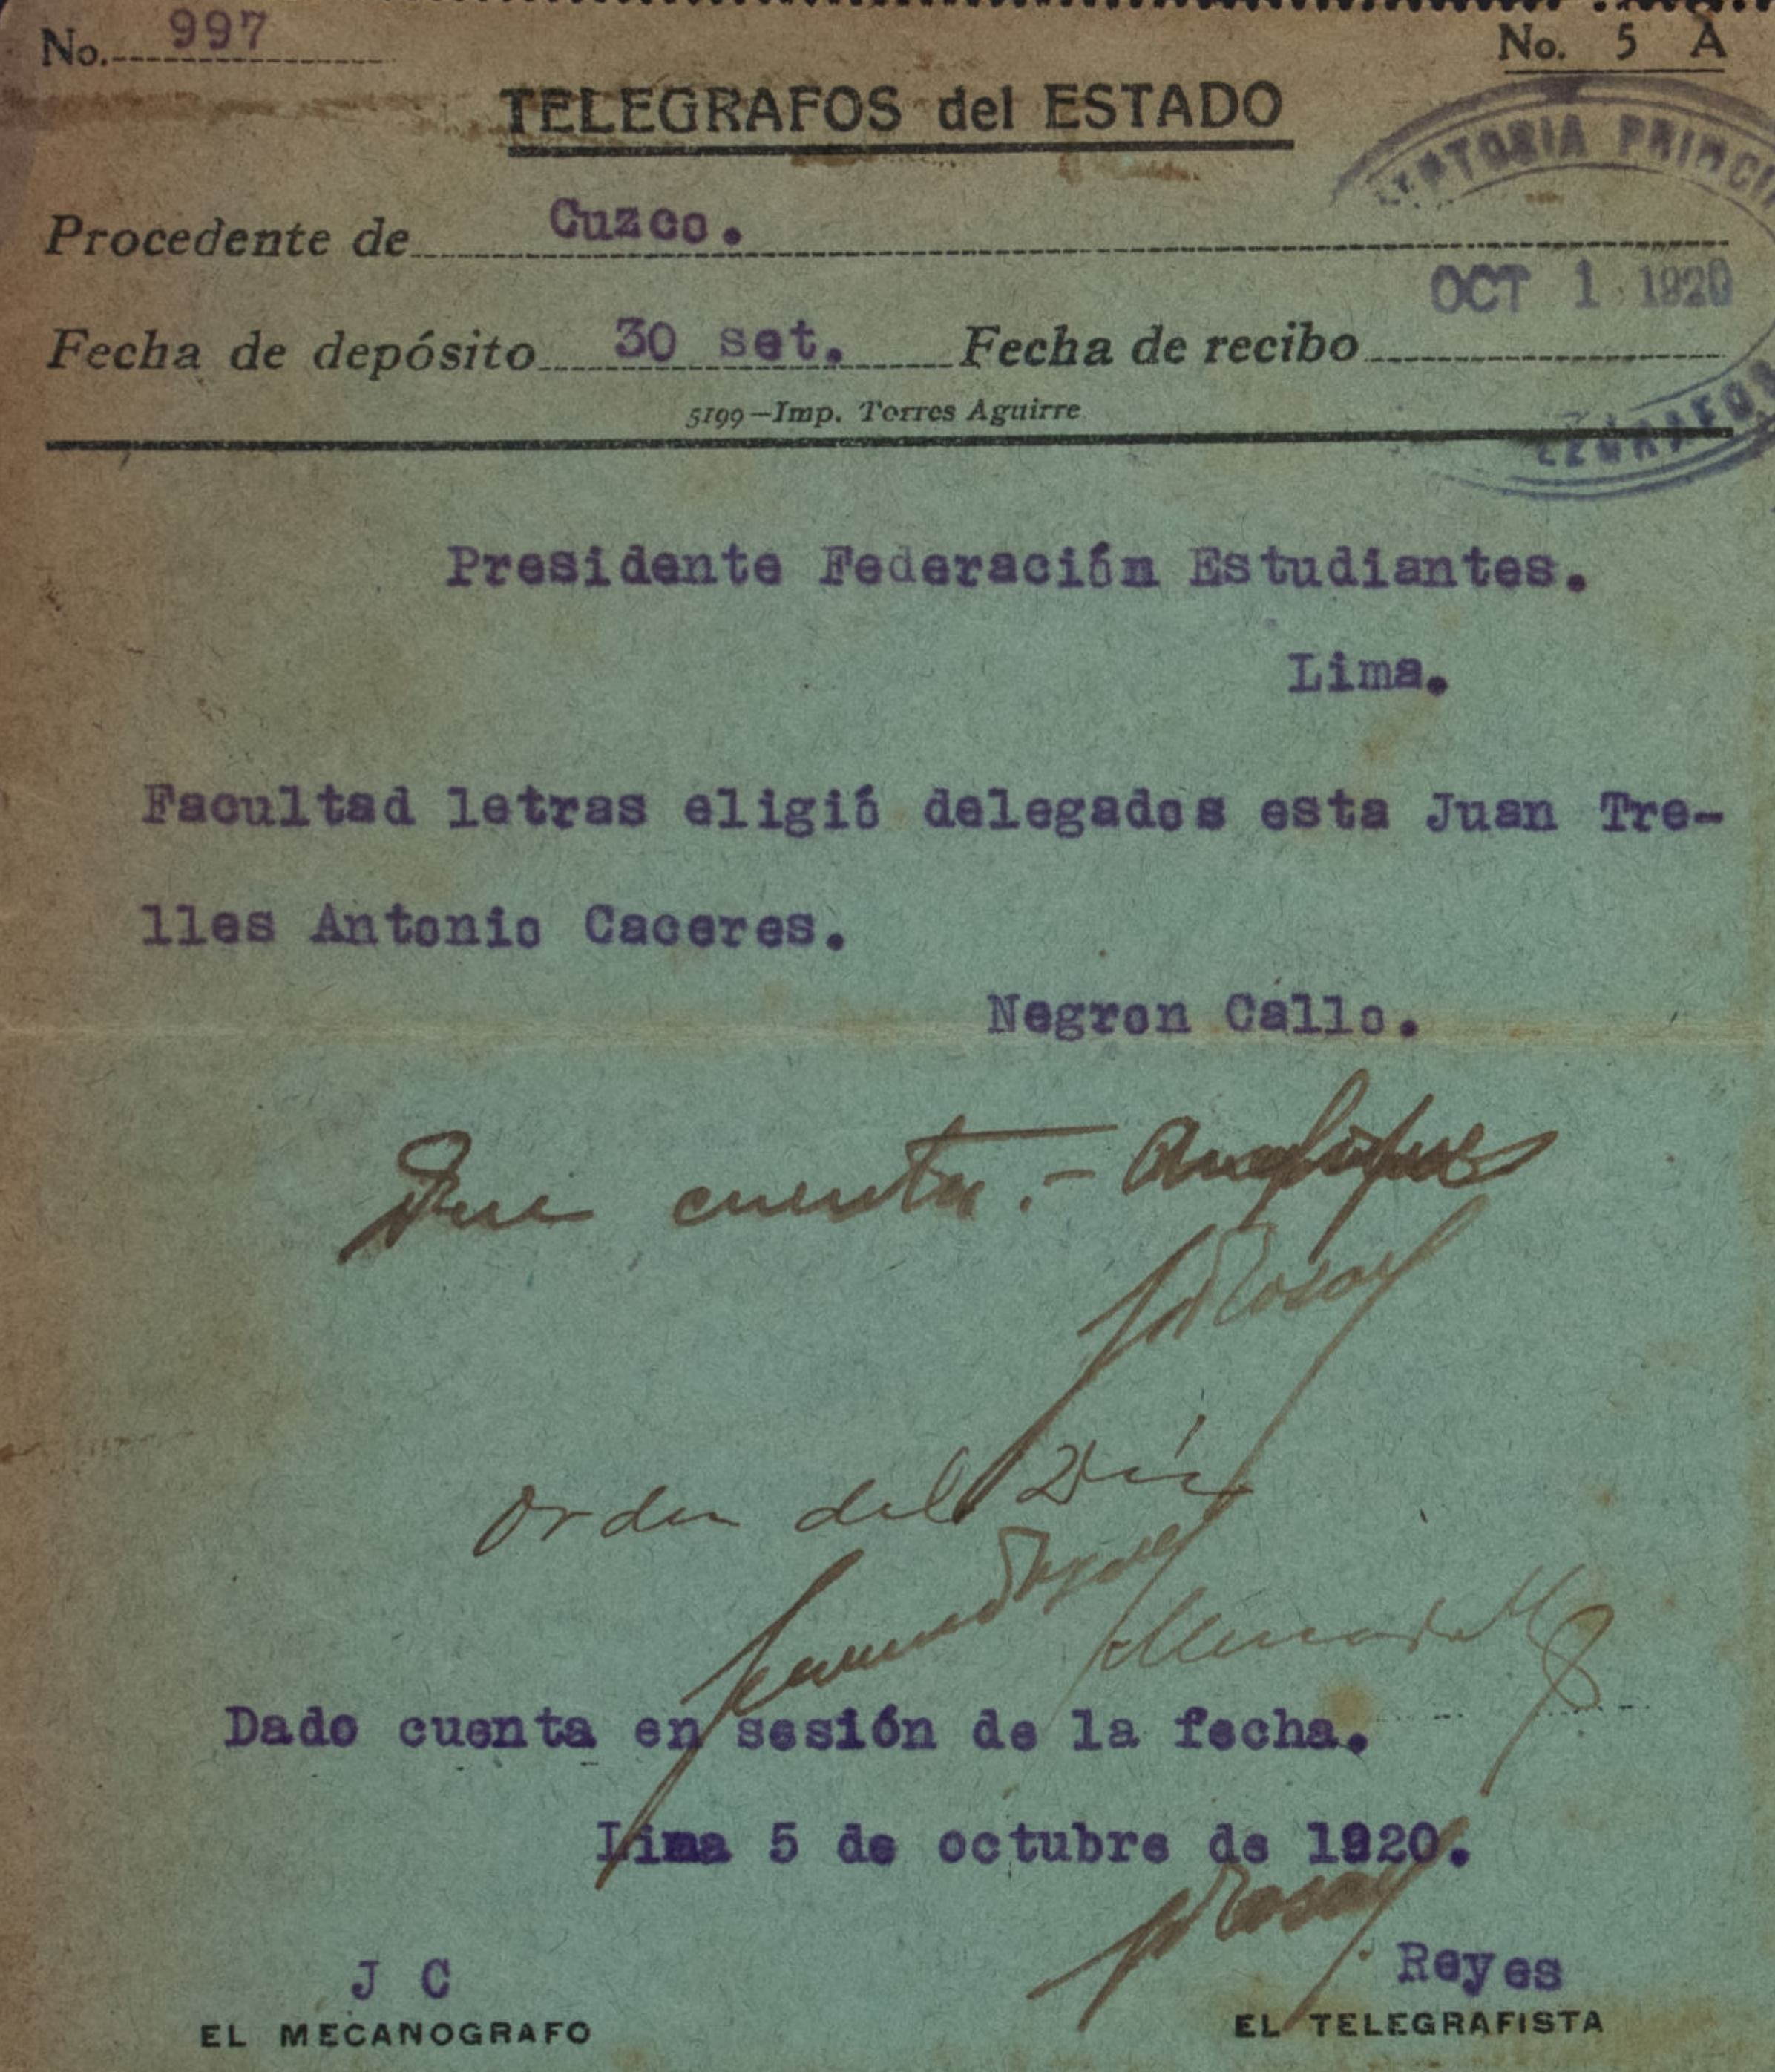 No. 997
No. 5 A
TELEGRAFOS del ESTADO
PRINCI
Procedente de Cuzco.
OCT 1 1920
Fecha de depósito 30 set. Fecha de recibo
5199—Imp. Torres Aguirre
Presidente Federación Estudiantes.
Lima.
Facultad letras eligió delegados esta Juan Tre-
lles Antonio Caceres.
Negron Callo.
cuenta.-
Orden del Día
Dado cuenta en sesión de la fecha.
Lima 5 de octubre de 1920.
J C
Reyes
EL MECANOGRAFO
EL TELEGRAFISTA